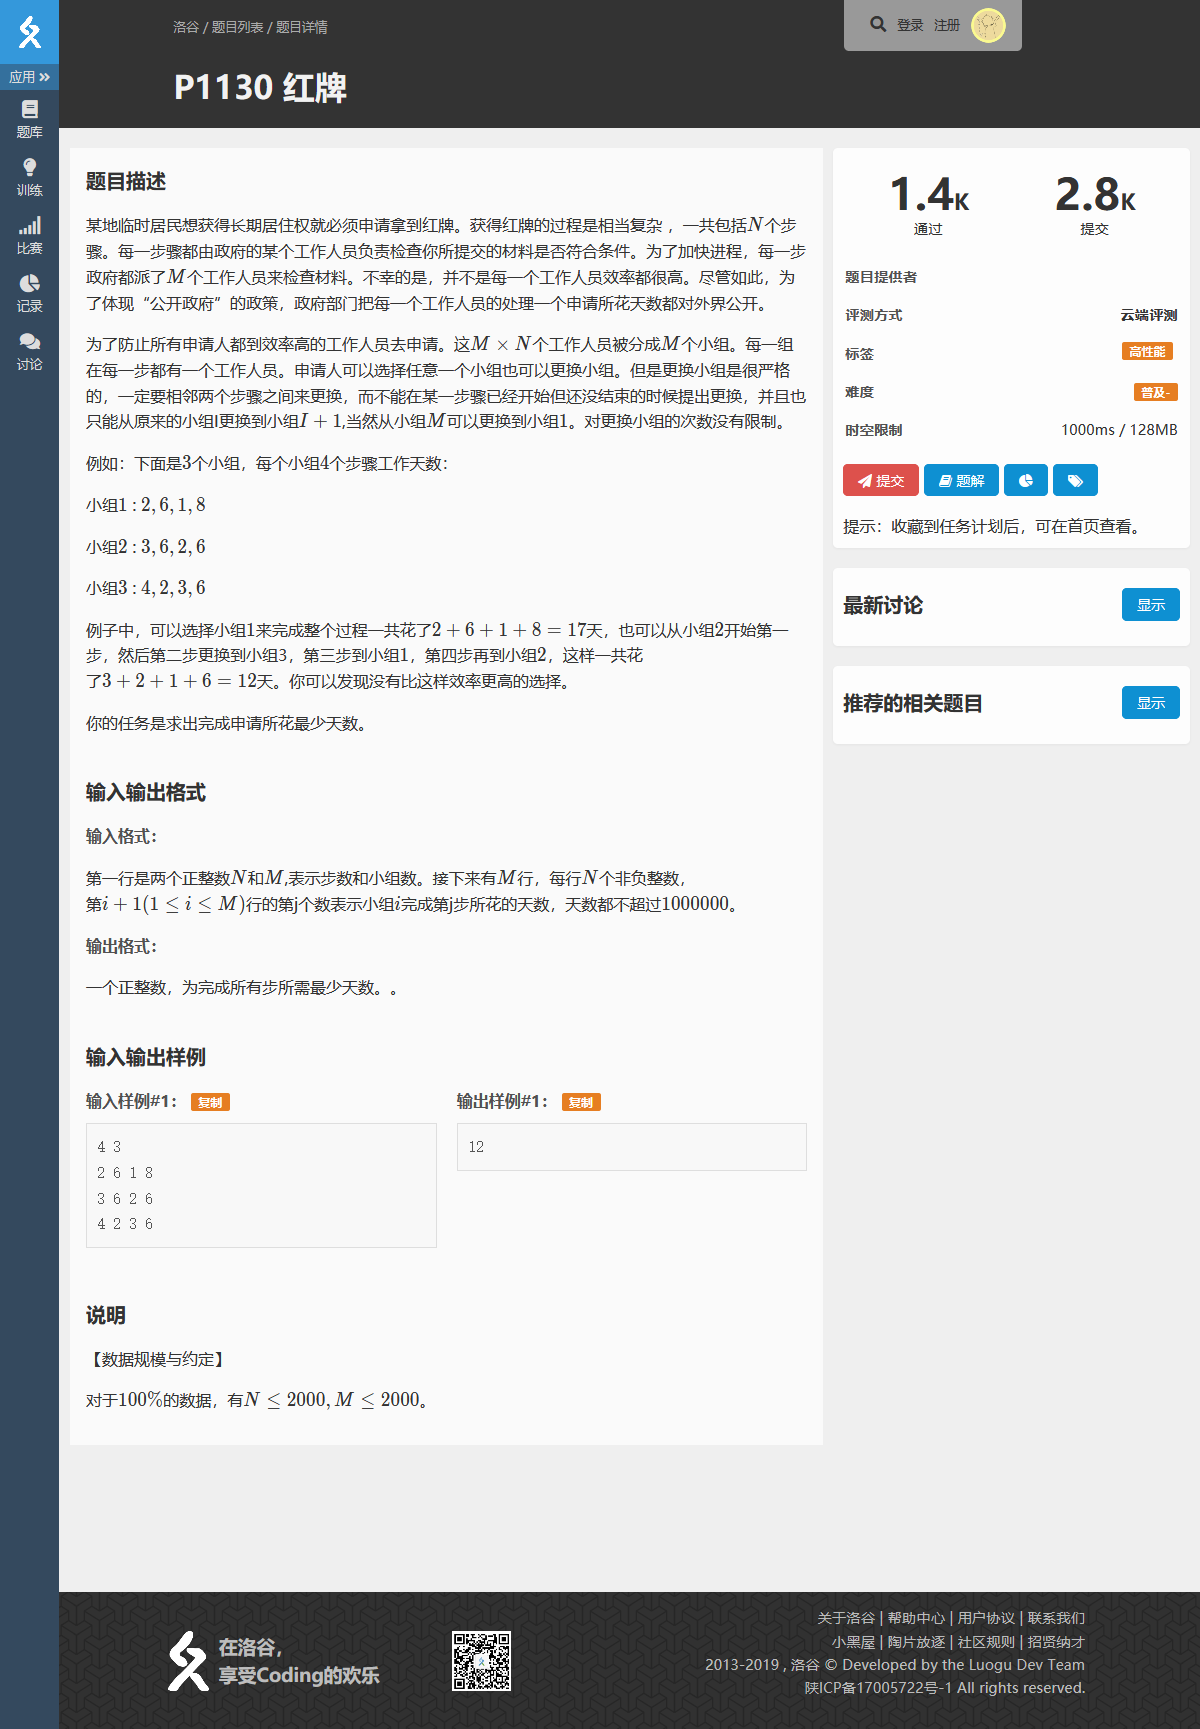 洛谷 / 题目列表 / 题目详情
登录 注册
P1130 红牌
应用
题库
训练
比赛
记录
讨论
题目描述
某地临时居民想获得长期居住权就必须申请拿到红牌。获得红牌的过程是相当复杂 ，一共包括N个步
骤。每一步骤都由政府的某个工作人员负责检查你所提交的材料是否符合条件。为了加快进程，每一步
政府都派了M个工作人员来检查材料。不幸的是，并不是每一个工作人员效率都很高。尽管如此，为
了体现“公开政府”的政策，政府部门把每一个工作人员的处理一个申请所花天数都对外界公开。
为了防止所有申请人都到效率高的工作人员去申请。这M × N个工作人员被分成M个小组。每一组
在每一步都有一个工作人员。申请人可以选择任意一个小组也可以更换小组。但是更换小组是很严格
的，一定要相邻两个步骤之间来更换，而不能在某一步骤已经开始但还没结束的时候提出更换，并且也
只能从原来的小组I更换到小组I + 1,当然从小组M可以更换到小组1。对更换小组的次数没有限制。
例如：下面是3个小组，每个小组4个步骤工作天数：
小组1 : 2, 6, 1, 8
小组2 : 3, 6, 2, 6
小组3 : 4, 2, 3, 6
例子中，可以选择小组1来完成整个过程一共花了2 + 6 + 1 + 8 = 17天，也可以从小组2开始第一
步，然后第二步更换到小组3，第三步到小组1，第四步再到小组2，这样一共花
了3 + 2 + 1 + 6 = 12天。你可以发现没有比这样效率更高的选择。
你的任务是求出完成申请所花最少天数。
输入输出格式
输入格式：
第一行是两个正整数N和M,表示步数和小组数。接下来有M行，每行N个非负整数，
第i + 1(1 ≤ i ≤ M)行的第j个数表示小组i完成第j步所花的天数，天数都不超过1000000。
输出格式：
一个正整数，为完成所有步所需最少天数。。
输入输出样例
输入样例#1： 复制
4 3
2 6 1 8
3 6 2 6
4 2 3 6
输出样例#1： 复制
12
说明
【数据规模与约定】
对于100%的数据，有N ≤ 2000, M ≤ 2000。
1.4K 2.8K
通过 提交
题目提供者
评测方式 云端评测
标签 高性能
难度 普及-
时空限制 1000ms / 128MB
提交 题解
提示：收藏到任务计划后，可在首页查看。
最新讨论 显示
推荐的相关题目 显示
在洛谷，
享受Coding的欢乐
关于洛谷 | 帮助中心 | 用户协议 | 联系我们
小黑屋 | 陶片放逐 | 社区规则 | 招贤纳才
2013-2019 , 洛谷 © Developed by the Luogu Dev Team
陕ICP备17005722号-1 All rights reserved.